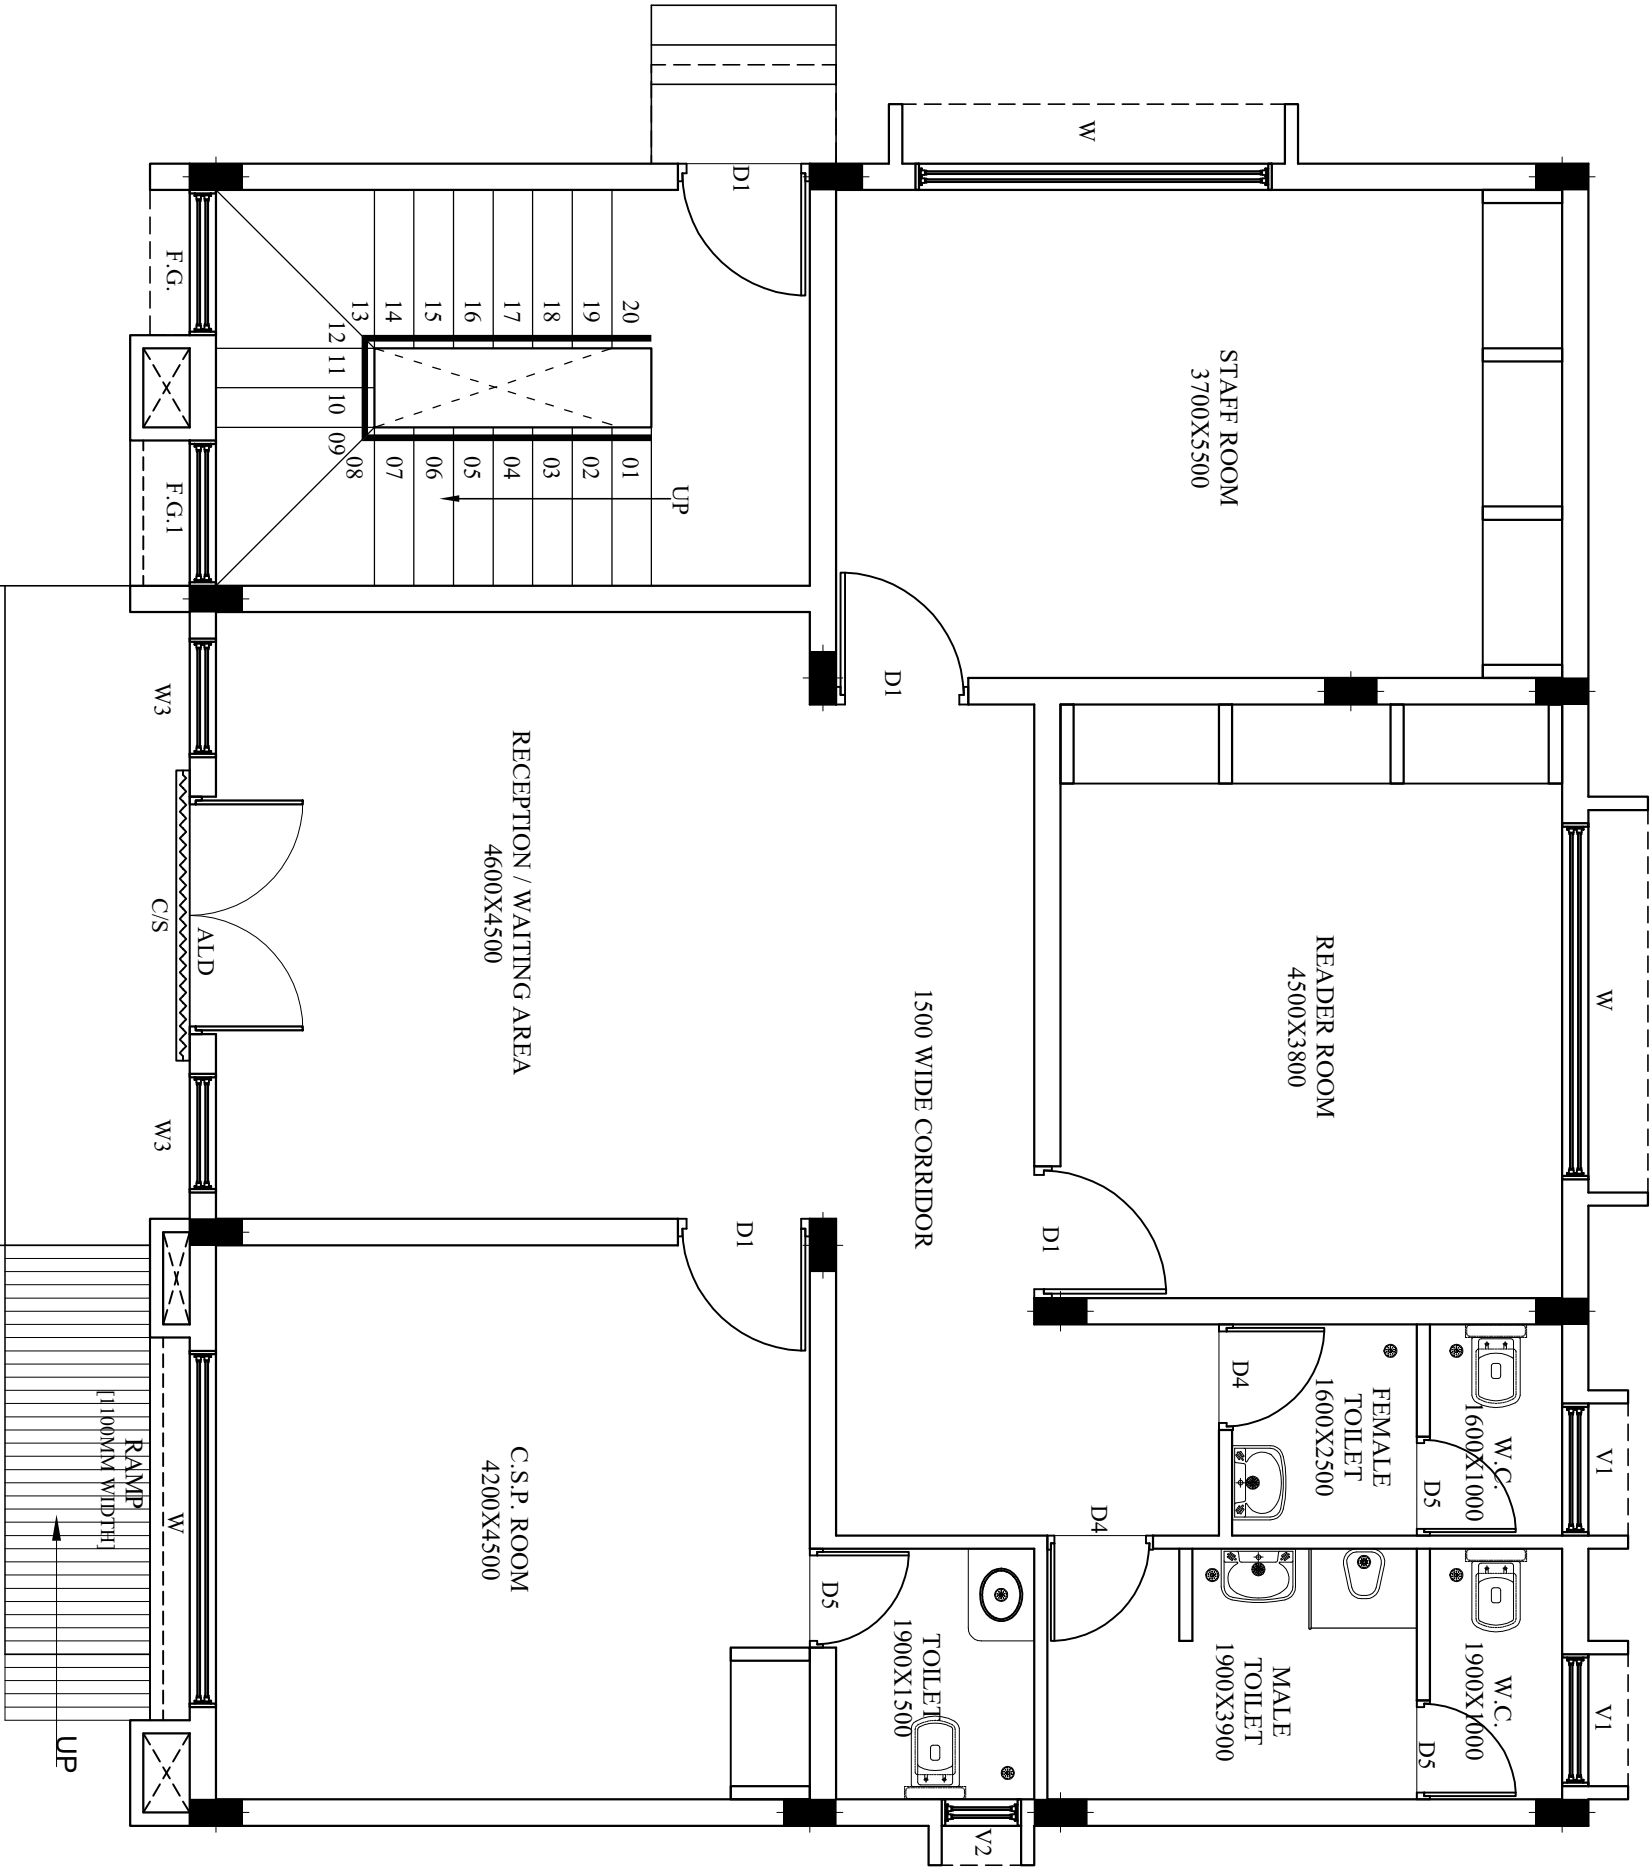 W
D1
F.G.
F.G.1
20
19
18
17
16
15
14
13
12
11
10
09
08
07
06
05
04
03
02
01
UP
STAFF ROOM
3700X5500
D1
W3
RECEPTION / WAITING AREA
4600X4500
C/S
ALD
W3
1500 WIDE CORRIDOR
READER ROOM
4500X3800
W
D1
D1
D4
FEMALE
TOILET
1600X2500
W.C.
1600X1000
D5
V1
D4
MALE
TOILET
1900X3900
W.C.
1900X1000
D5
V1
C.S.P. ROOM
4200X4500
D5
TOILET
1900X1500
V2
W
RAMP
[1100MM WIDTH]
UP